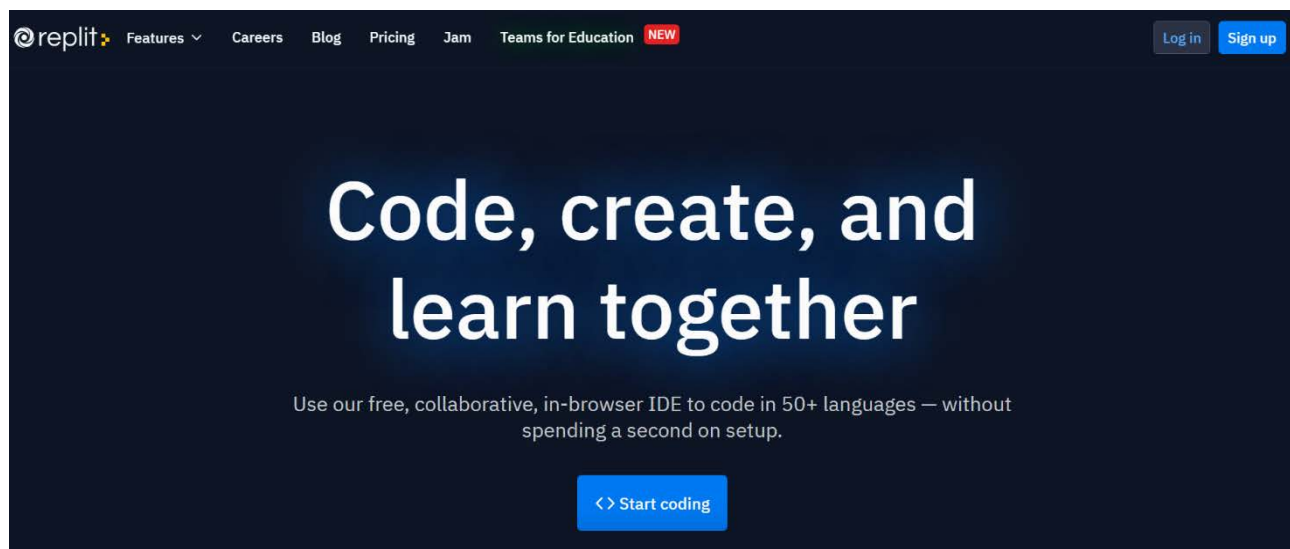 replit
Features
Careers
Blog
Pricing
Jam
Teams for Education
NEW
Log in
Sign up
Code, create, and
learn together
Use our free, collaborative, in-browser IDE to code in 50+ languages — without
spending a second on setup.
<> Start coding